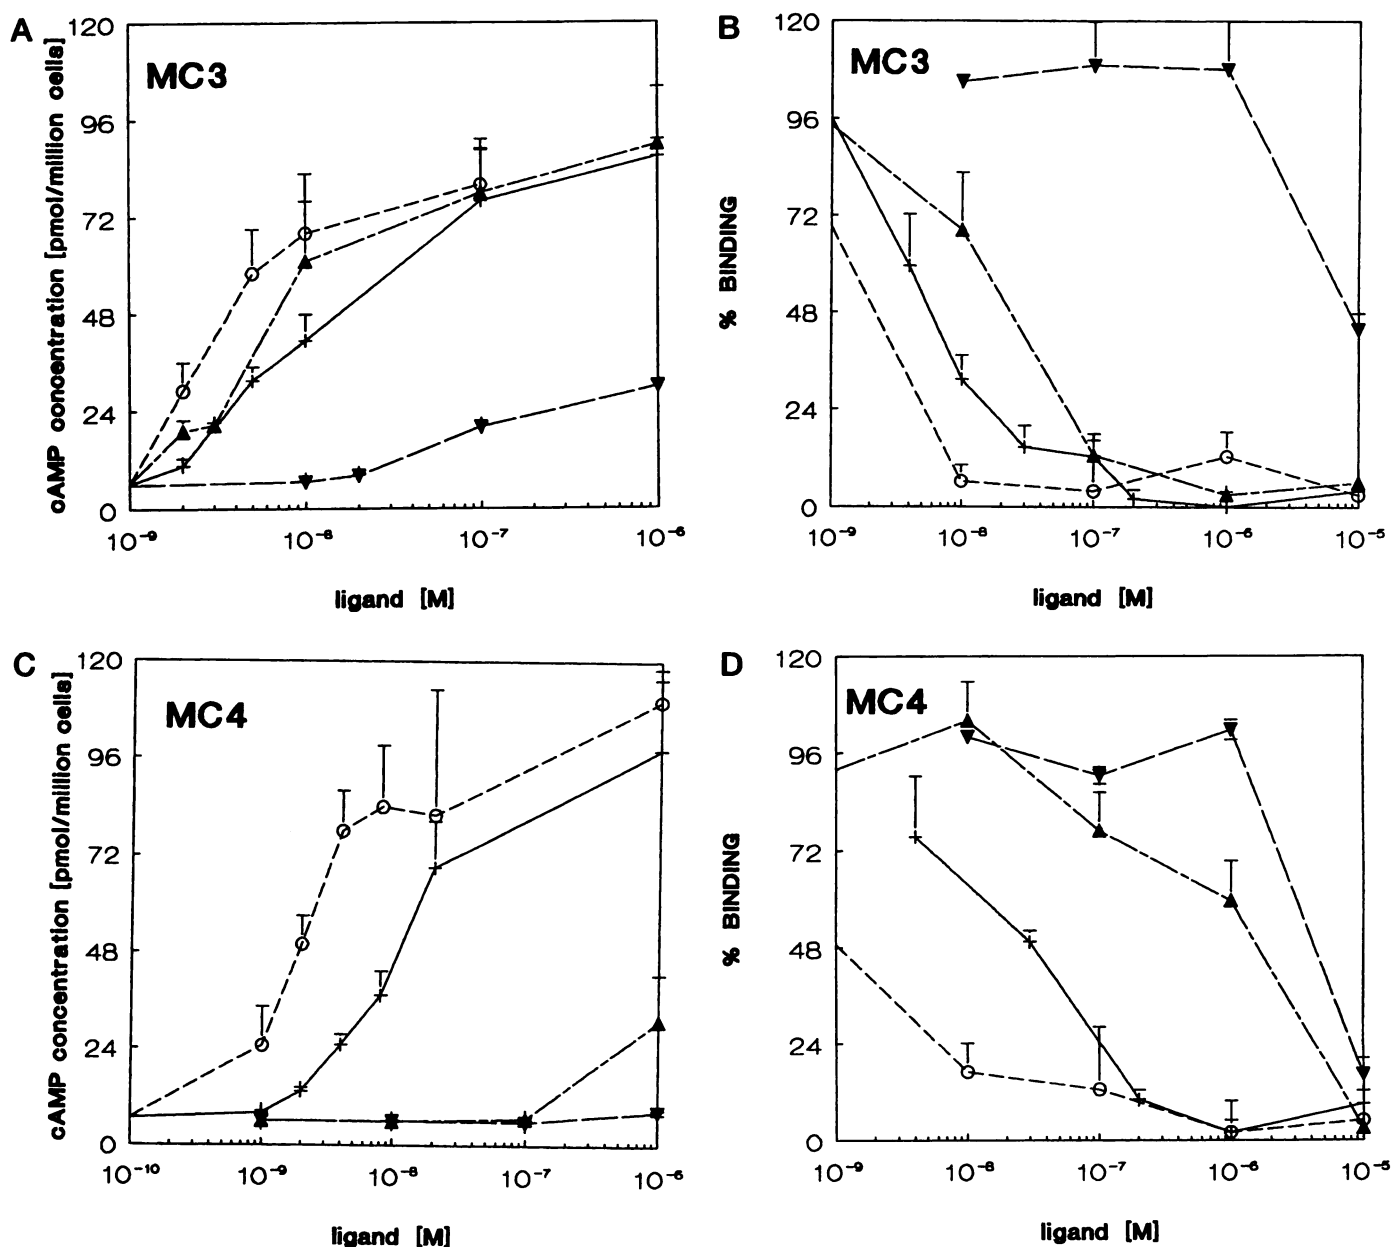 A
MC3
cAMP concentration [pmol/million cells]
120
96
72
48
24
0
10⁻⁹ 10⁻⁸ 10⁻⁷ 10⁻⁶
ligand [M]
B
MC3
% BINDING
120
96
72
48
24
0
10⁻⁹ 10⁻⁸ 10⁻⁷ 10⁻⁶ 10⁻⁵
ligand [M]
C
MC4
cAMP concentration [pmol/million cells]
120
96
72
48
24
0
10⁻¹⁰ 10⁻⁹ 10⁻⁸ 10⁻⁷ 10⁻⁶
ligand [M]
D
MC4
% BINDING
120
96
72
48
24
0
10⁻⁹ 10⁻⁸ 10⁻⁷ 10⁻⁶ 10⁻⁵
ligand [M]